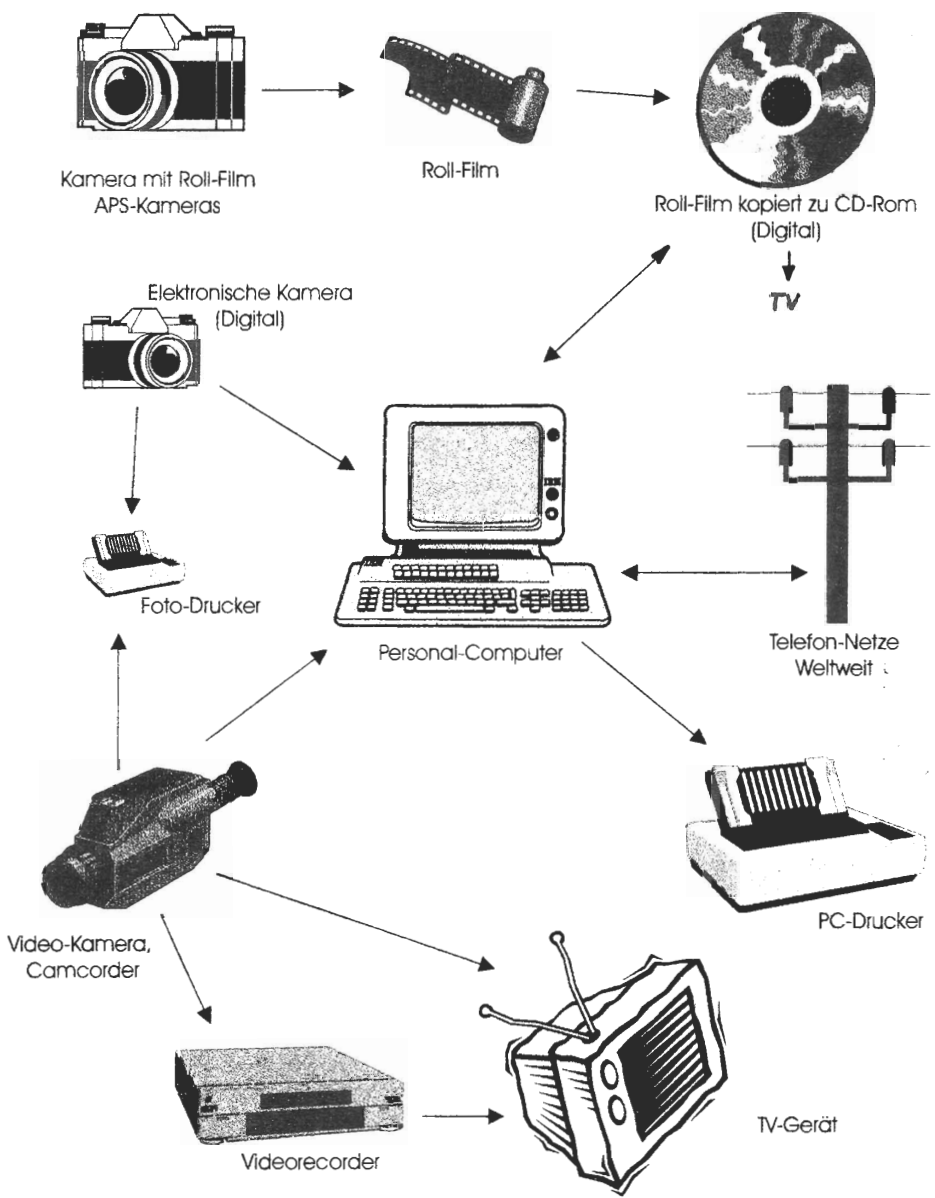 Kamera mit Roll-Film
APS-Kameras
Roll-Film
Roll-Film kopiert zu CD-Rom
(Digital)
TV
Elektronische Kamera
(Digital)
IBM
Foto-Drucker
Personal-Computer
Telefon-Netze
Weltweit
PC-Drucker
Video-Kamera,
Camcorder
Videorecorder
TV-Gerät